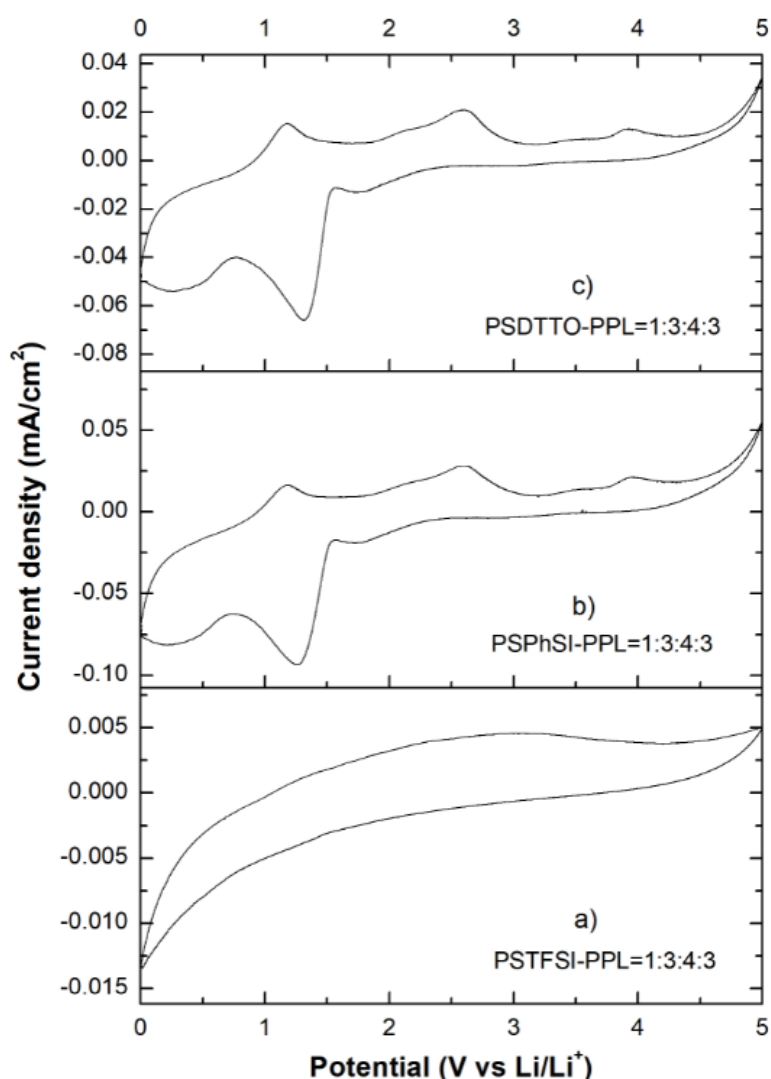 0 1 2 3 4 5
0.04
0.02
0.00
-0.02
-0.04
-0.06
-0.08
c)
PSDTTO-PPL=1:3:4:3
0.05
0.00
-0.05
-0.10
b)
PSPhSI-PPL=1:3:4:3
0.005
0.000
-0.005
-0.010
-0.015
a)
PSTFSI-PPL=1:3:4:3
Current density (mA/cm²)
0 1 2 3 4 5
Potential (V vs Li/Li⁺)